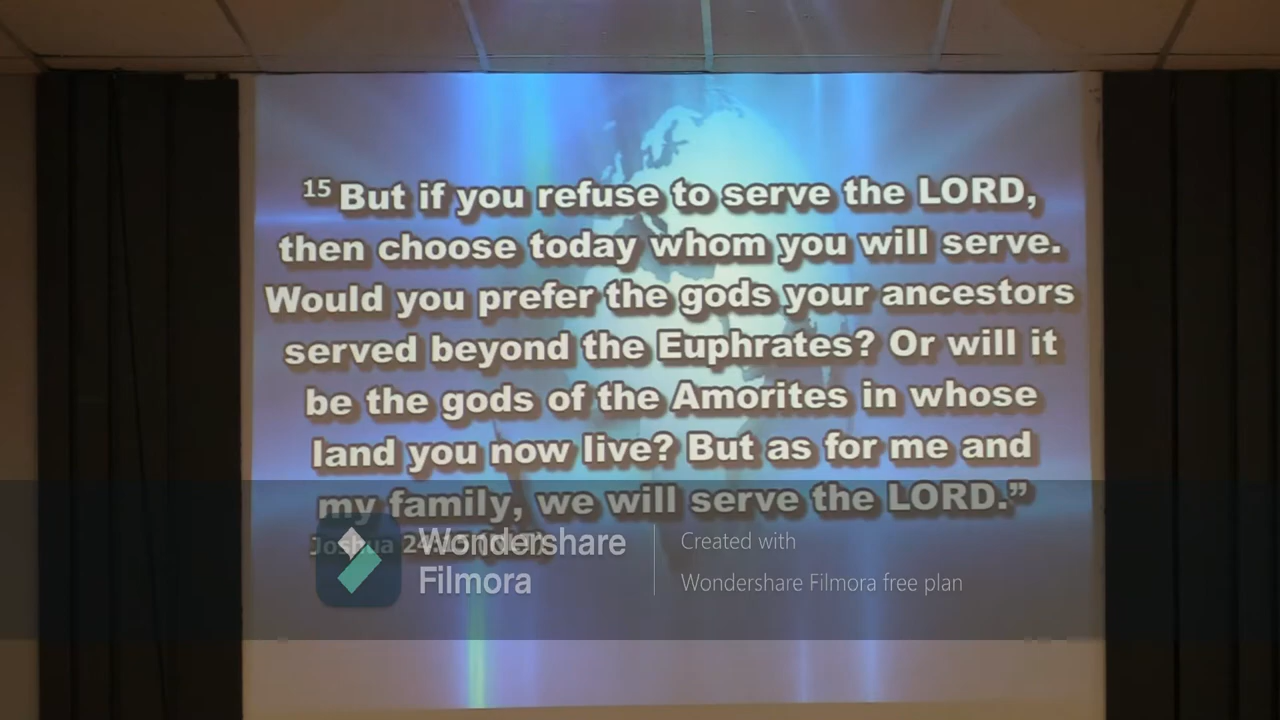 15 But if you refuse to serve the LORD,
then choose today whom you will serve.
Would you prefer the gods your ancestors
served beyond the Euphrates? Or will it
be the gods of the Amorites in whose
land you now live? But as for me and
my family, we will serve the LORD.”
Joshua
Wondershare
Filmora
Created with
Wondershare Filmora free plan